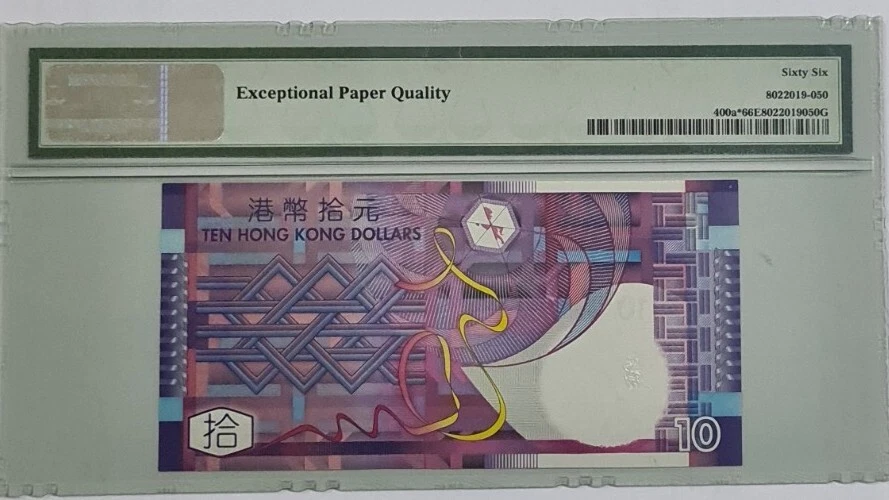 Exceptional Paper Quality
Sixty Six
8022019-050
400a*66E8022019050G
港幣拾元
TEN HONG KONG DOLLARS
拾
10